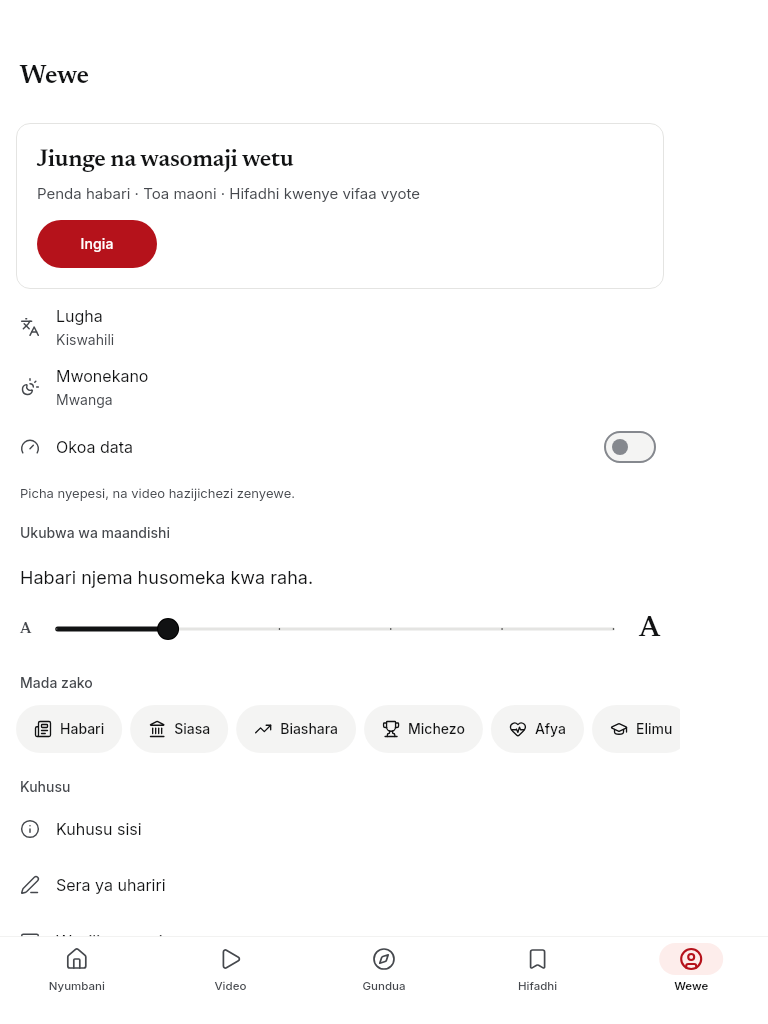 Wewe
Jiunge na wasomaji wetu
Penda habari · Toa maoni · Hifadhi kwenye vifaa vyote
Ingia
Lugha
Kiswahili
Mwonekano
Mwanga
Okoa data
Picha nyepesi, na video hazijichezi zenyewe.
Ukubwa wa maandishi
Habari njema husomeka kwa raha.
A A
Mada zako
Habari Siasa Biashara Michezo Afya Elimu
Kuhusu
Kuhusu sisi
Sera ya uhariri
Nyumbani Video Gundua Hifadhi Wewe